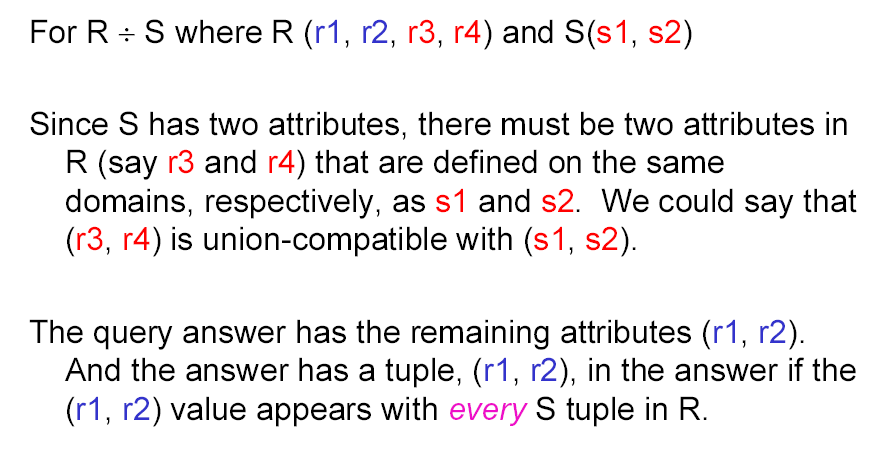 For R ÷ S where R (r1, r2, r3, r4) and S(s1, s2)
Since S has two attributes, there must be two attributes in
R (say r3 and r4) that are defined on the same
domains, respectively, as s1 and s2.  We could say that
(r3, r4) is union-compatible with (s1, s2).
The query answer has the remaining attributes (r1, r2).
And the answer has a tuple, (r1, r2), in the answer if the
(r1, r2) value appears with every S tuple in R.